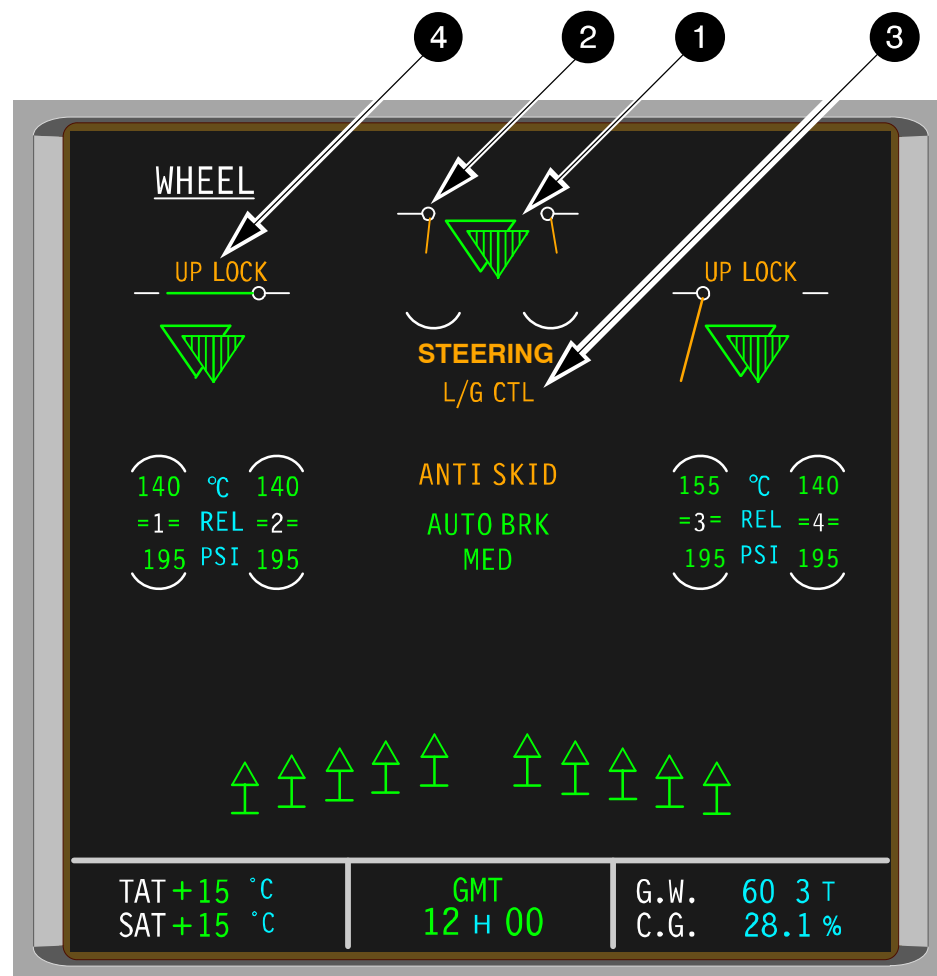 4 2 1 3
WHEEL
UP LOCK UP LOCK
STEERING
L/G CTL
140 °C 140 ANTI SKID 155 °C 140
=1= REL =2= AUTO BRK =3= REL =4=
195 PSI 195 MED 195 PSI 195
TAT +15 °C GMT G.W. 60 3 T
SAT +15 °C 12 H 00 C.G. 28.1 %